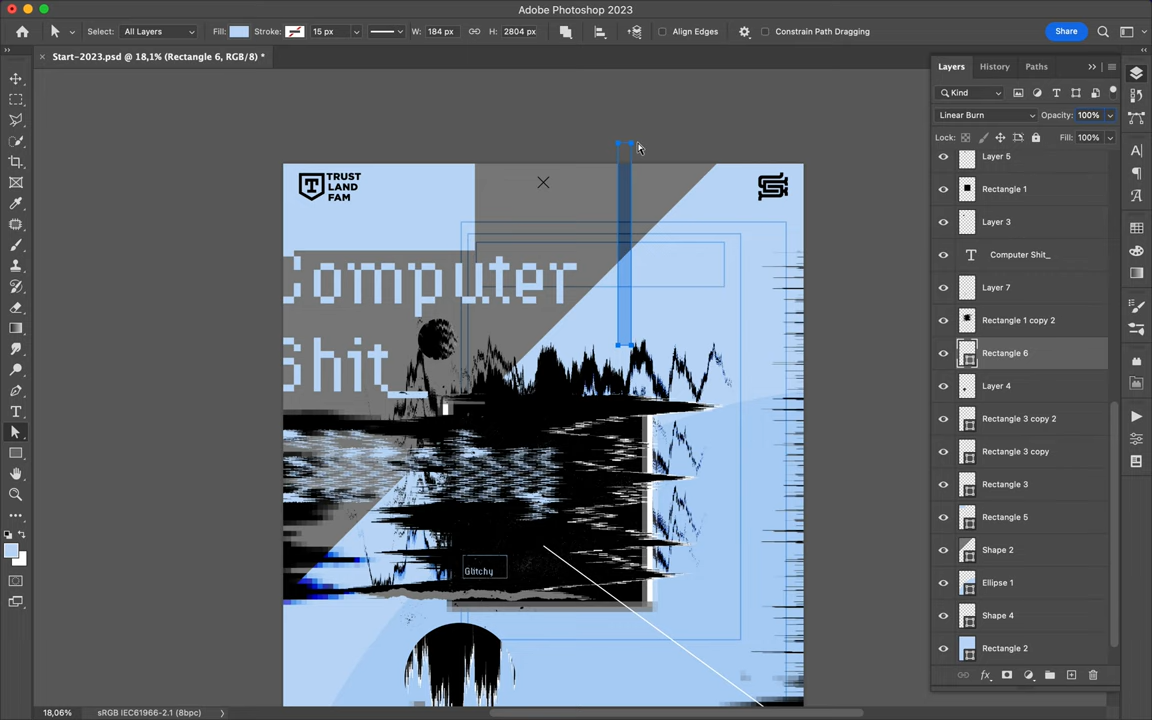 Adobe Photoshop 2023
Select: All Layers Fill: Stroke: 15 px W: 184 px H: 2804 px Align Edges Constrain Path Dragging Share
Start-2023.psd @ 18,1% (Rectangle 6, RGB/8) *
Layers History Paths
Kind
Linear Burn Opacity: 100%
Lock: Fill: 100%
Layer 5
Rectangle 1
Layer 3
Computer Shit_
Layer 7
Rectangle 1 copy 2
Rectangle 6
Layer 4
Rectangle 3 copy 2
Rectangle 3 copy
Rectangle 3
Rectangle 5
Shape 2
Ellipse 1
Shape 4
Rectangle 2
TRUST
LAND
FAM
Computer
Shit_
Glitchy
18,06% sRGB IEC61966-2.1 (8bpc)